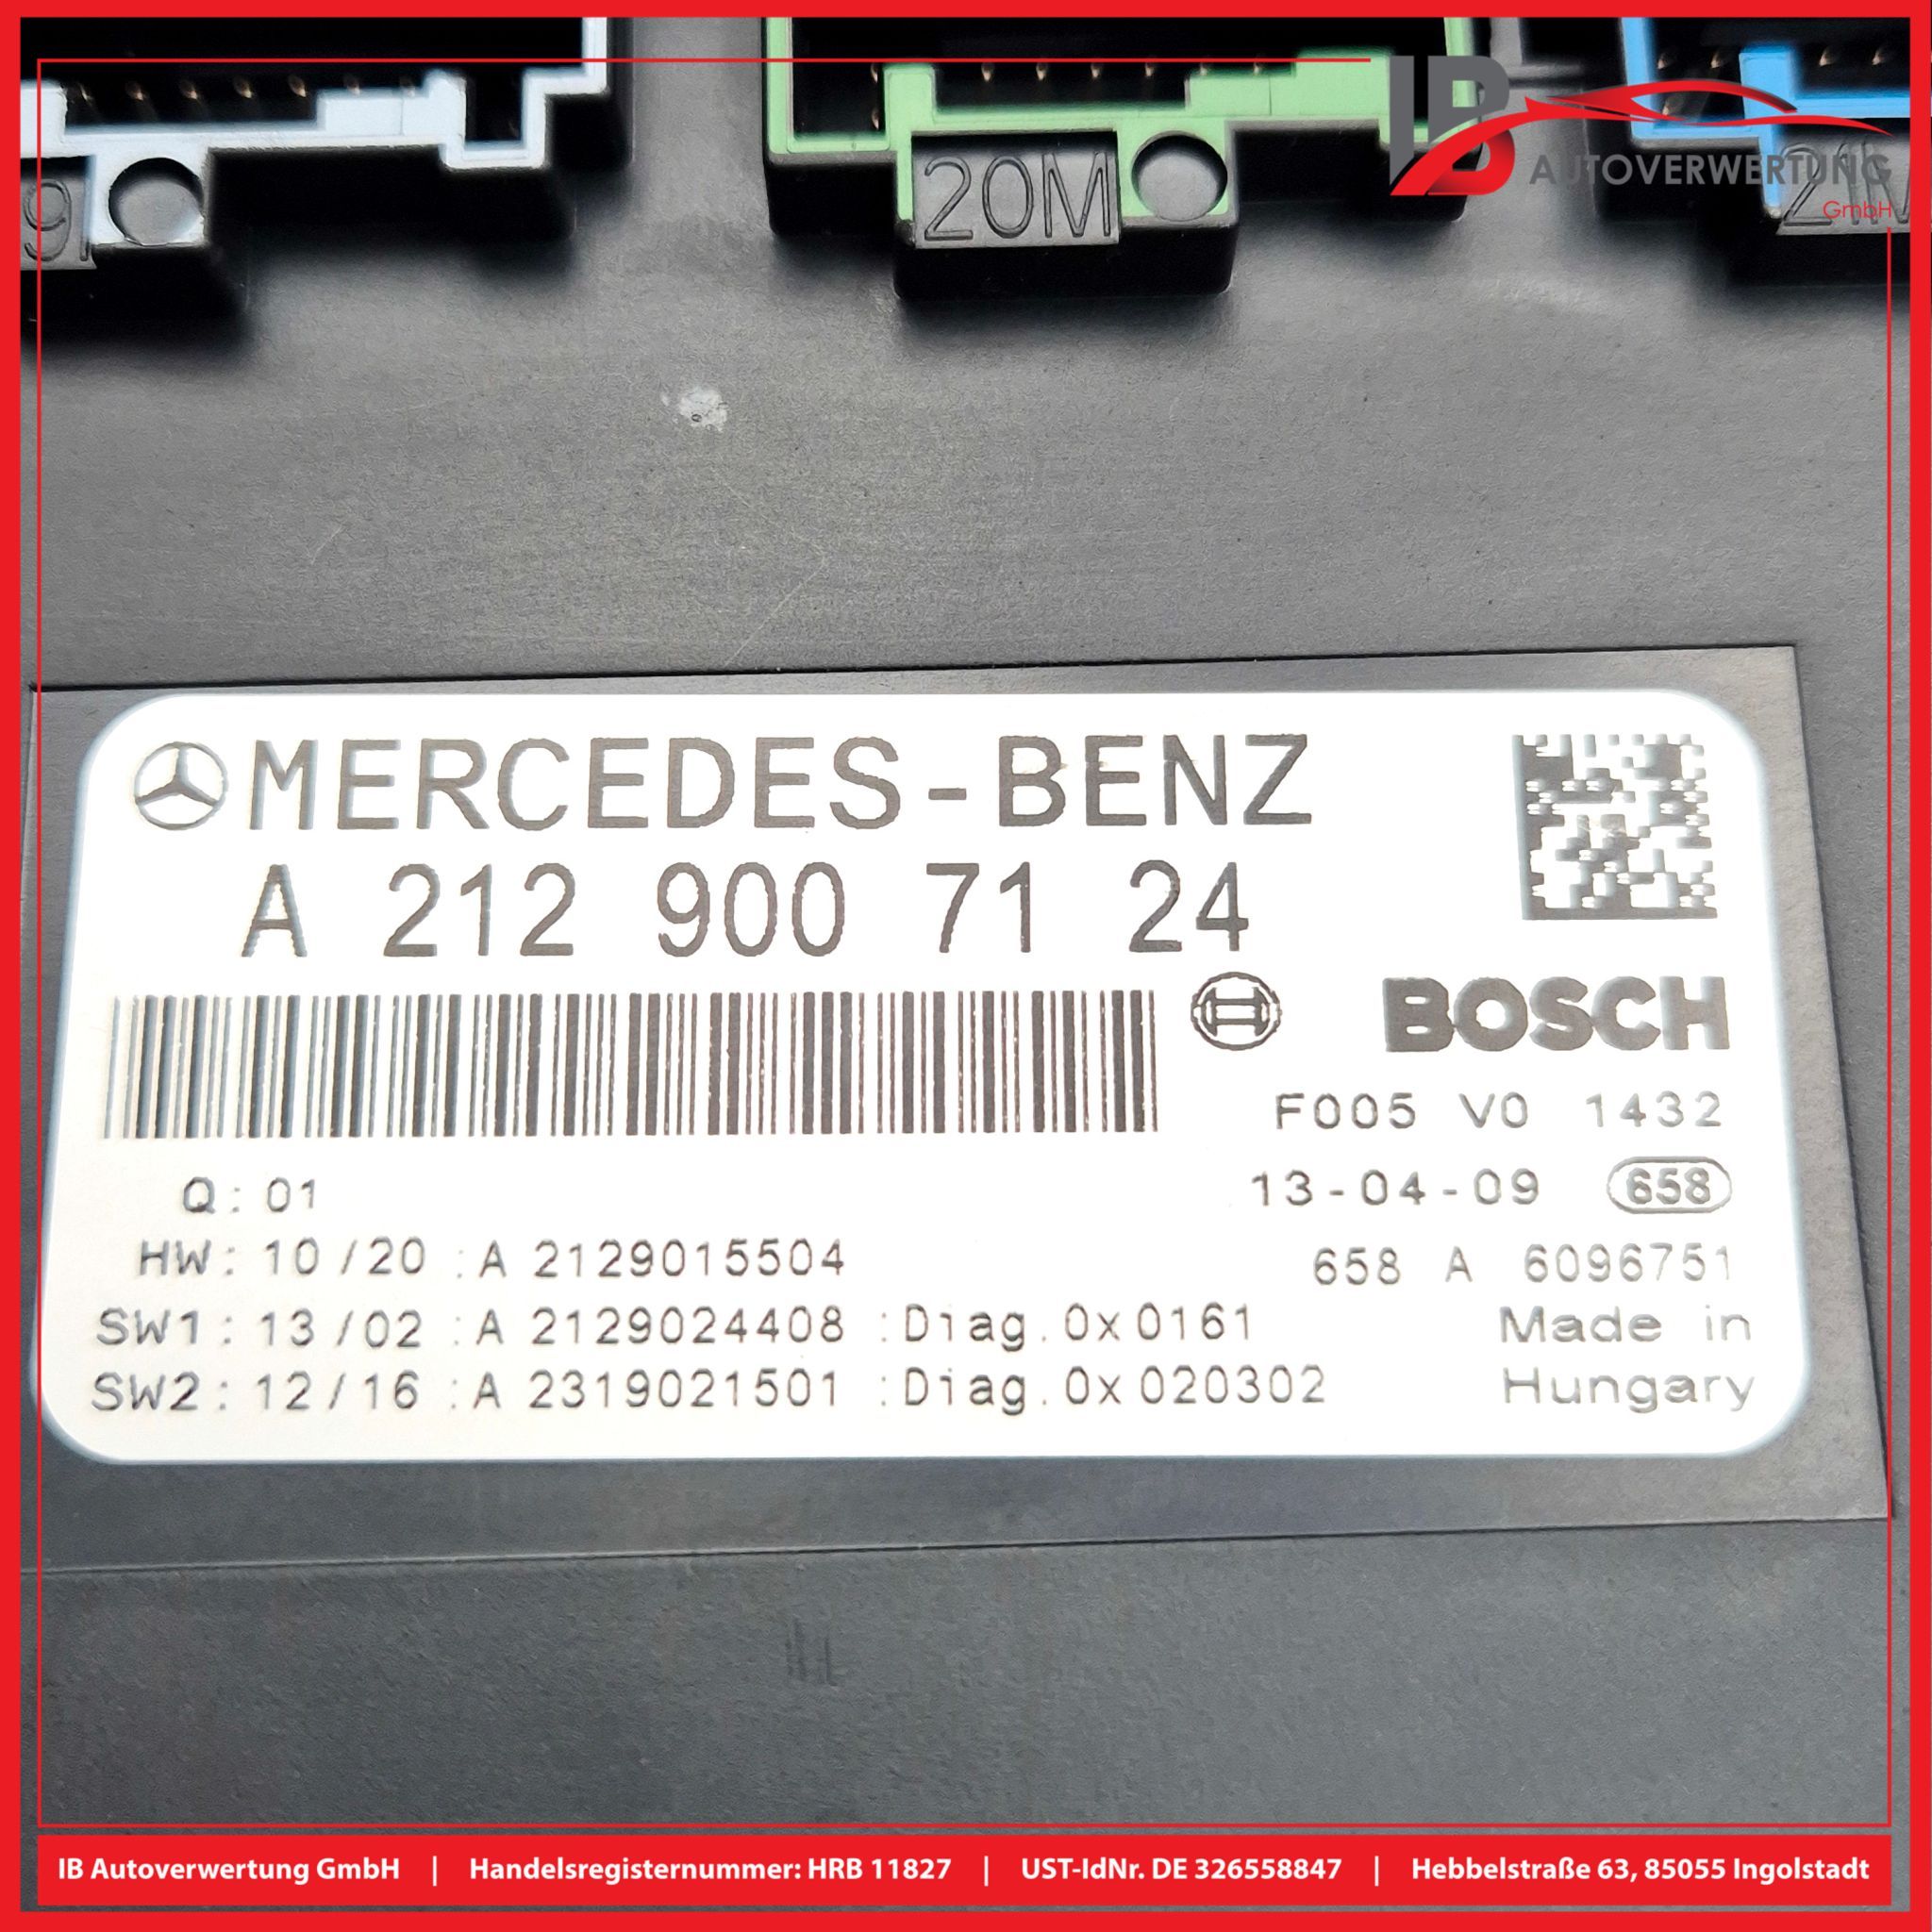 20M
IB
AUTOVERWERTUNG
GmbH
MERCEDES-BENZ
A 212 900 71 24
BOSCH
F005 V0 1432
Q: 01
13-04-09 658
HW: 10/20 :A 2129015504
658 A 6096751
SW1: 13/02 :A 2129024408 :Diag.0x0161
Made in
SW2: 12/16 :A 2319021501 :Diag.0x020302
Hungary
IB Autoverwertung GmbH | Handelsregisternummer: HRB 11827 | UST-IdNr. DE 326558847 | Hebbelstraße 63, 85055 Ingolstadt